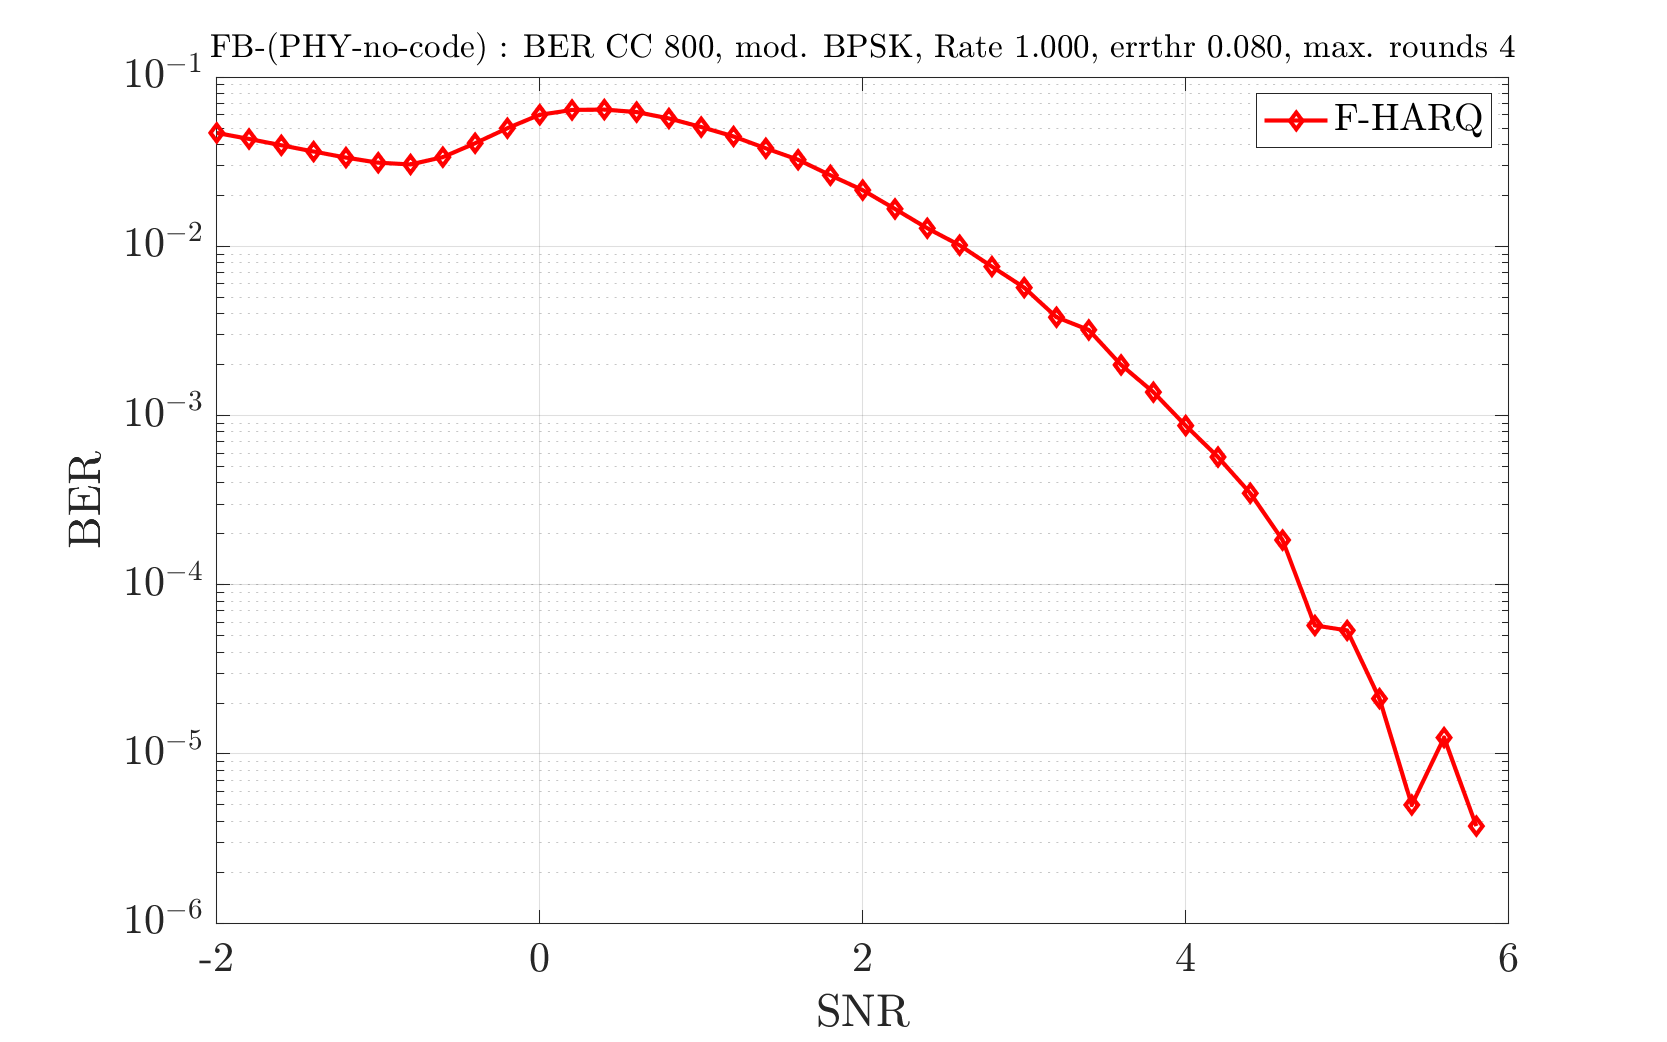 FB-(PHY-no-code) : BER CC 800, mod. BPSK, Rate 1.000, errthr 0.080, max. rounds 4
F-HARQ
10⁻¹
10⁻²
10⁻³
10⁻⁴
10⁻⁵
10⁻⁶
BER
-2 0 2 4 6
SNR